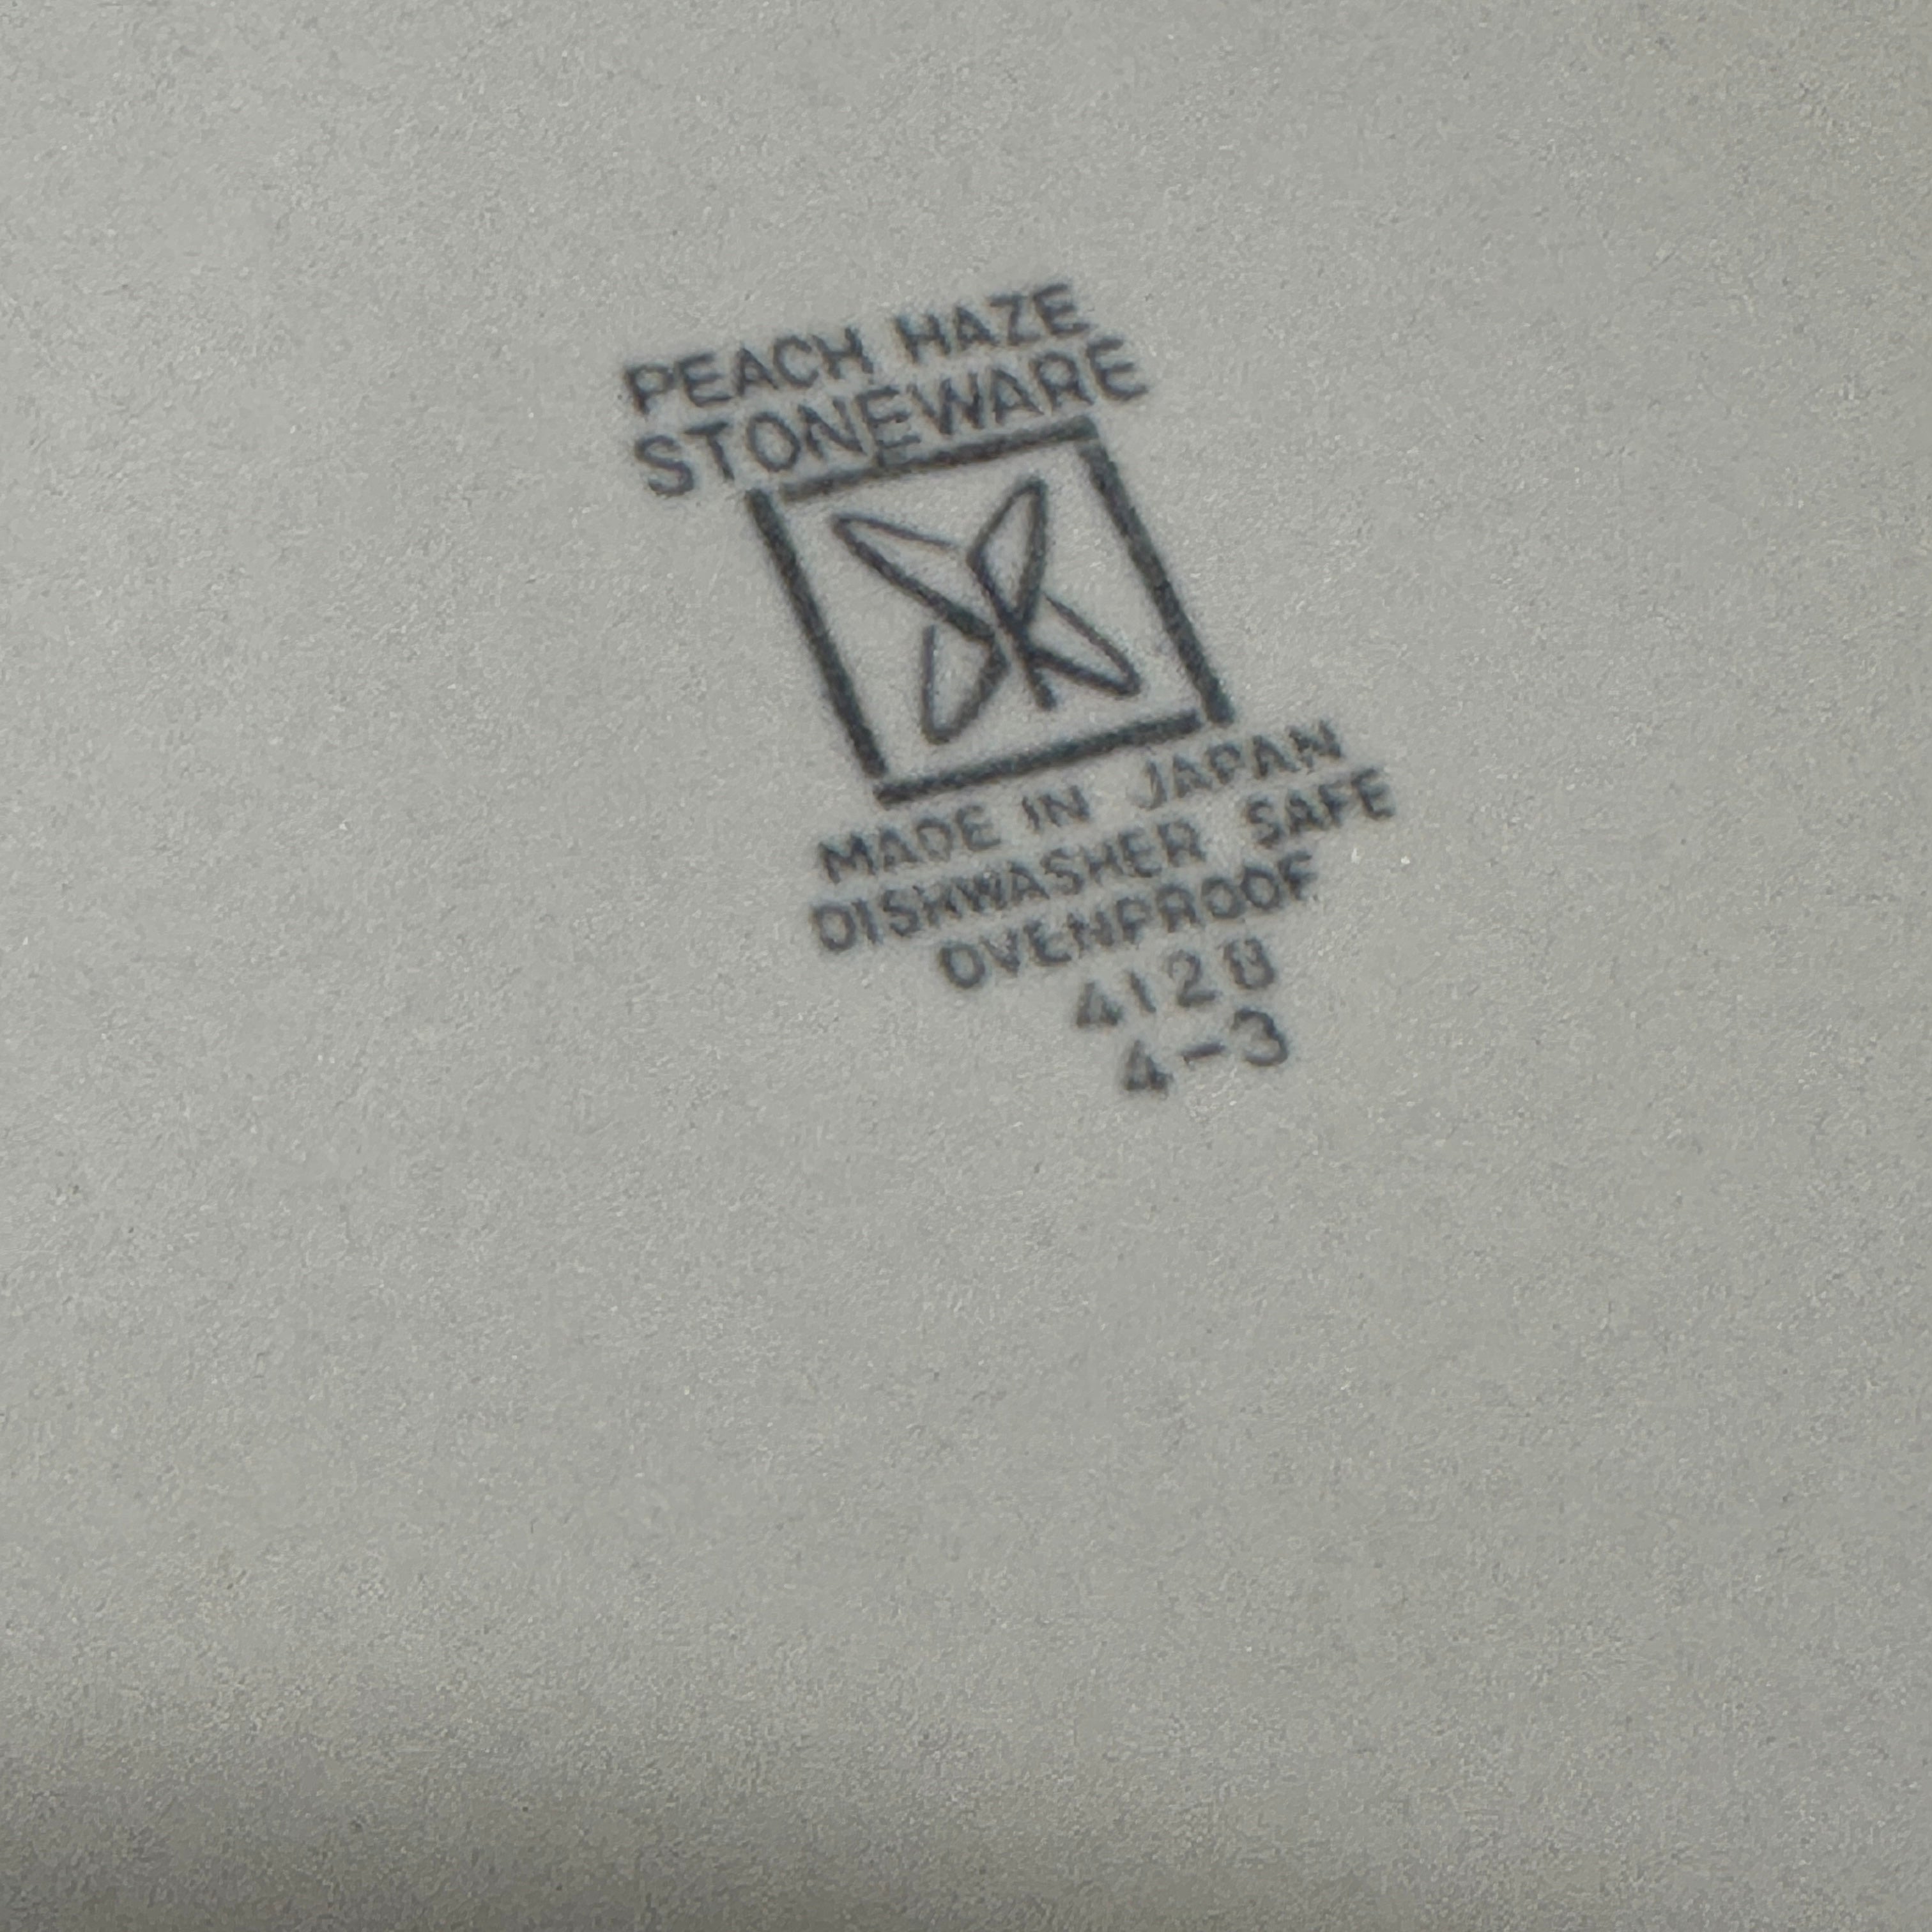 PEACH HAZE
STONEWARE
MADE IN JAPAN
DISHWASHER SAFE
OVENPROOF
4128
4-3